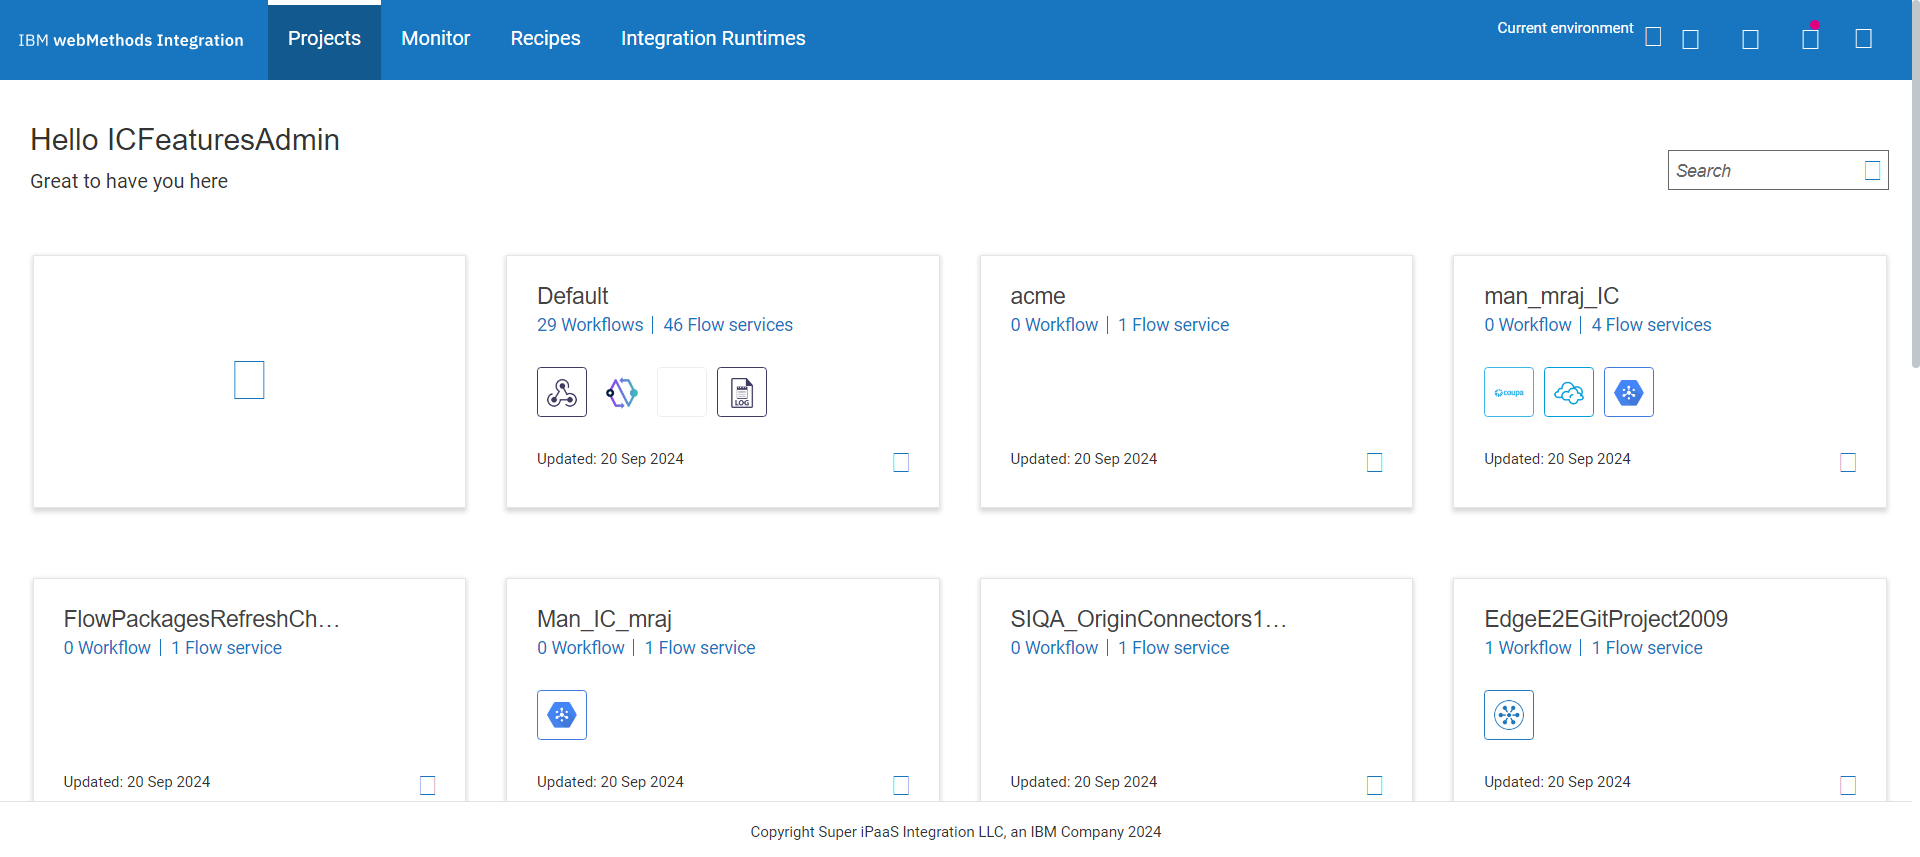 IBM webMethods Integration
Projects
Monitor
Recipes
Integration Runtimes
Current environment
Hello ICFeaturesAdmin
Great to have you here
Search
Default
29 Workflows
46 Flow services
LOG
Updated: 20 Sep 2024
acme
0 Workflow
1 Flow service
Updated: 20 Sep 2024
man_mraj_IC
0 Workflow
4 Flow services
coupa
Updated: 20 Sep 2024
FlowPackagesRefreshCh...
0 Workflow
1 Flow service
Updated: 20 Sep 2024
Man_IC_mraj
0 Workflow
1 Flow service
Updated: 20 Sep 2024
SIQA_OriginConnectors1...
0 Workflow
1 Flow service
Updated: 20 Sep 2024
EdgeE2EGitProject2009
1 Workflow
1 Flow service
Updated: 20 Sep 2024
Copyright Super iPaaS Integration LLC, an IBM Company 2024